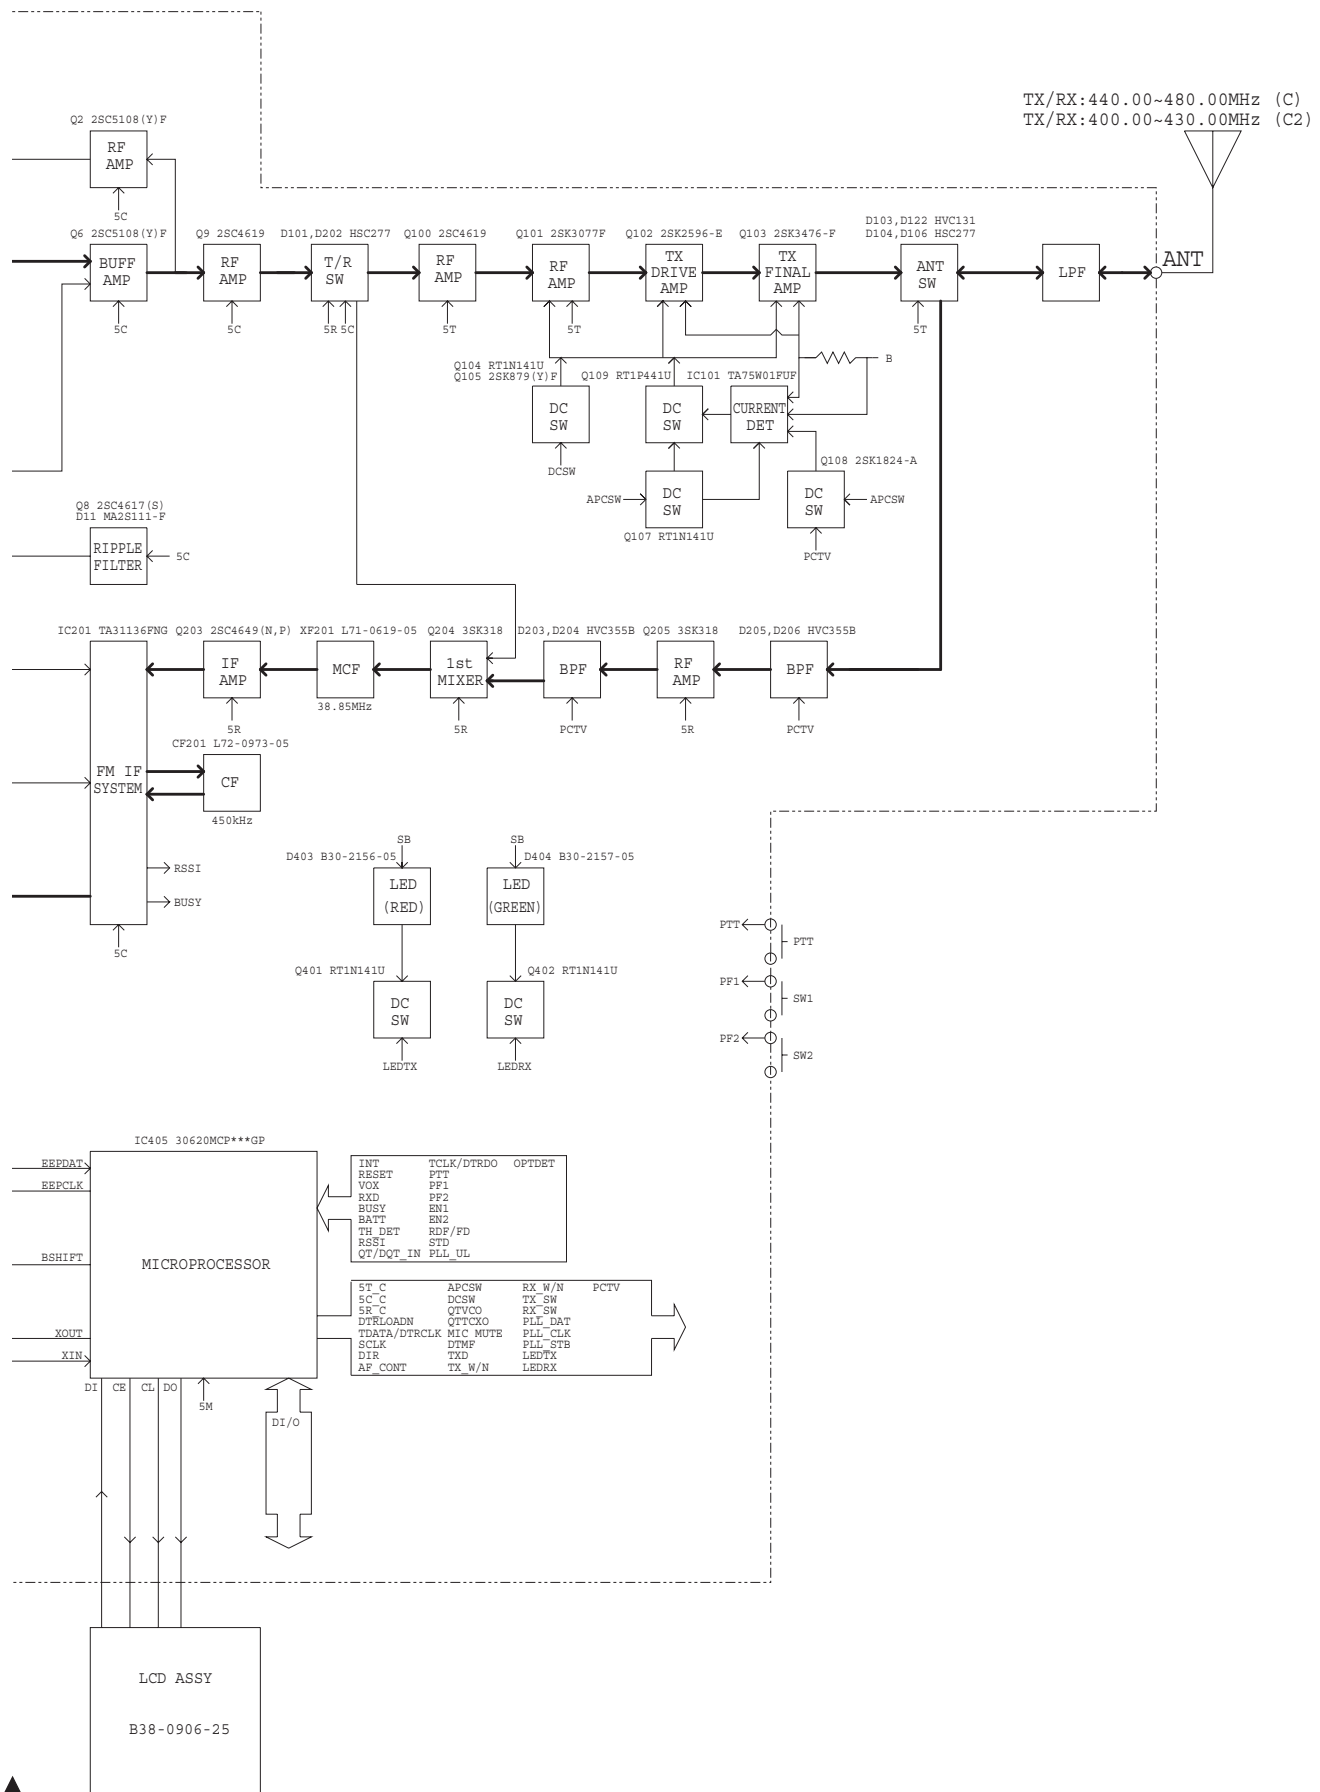 TX/RX:440.00~480.00MHz (C)
TX/RX:400.00~430.00MHz (C2)
Q2 2SC5108(Y)F
RF
AMP
5C
Q6 2SC5108(Y)F
BUFF
AMP
5C
Q9 2SC4619
RF
AMP
5C
D101,D202 HSC277
T/R
SW
5R 5C
Q100 2SC4619
RF
AMP
5T
Q101 2SK3077F
RF
AMP
5T
Q102 2SK2596-E
TX
DRIVE
AMP
Q103 2SK3476-F
TX
FINAL
AMP
D103,D122 HVC131
D104,D106 HSC277
ANT
SW
5T
LPF
ANT
B
Q104 RT1N141U
Q105 2SK879(Y)F
DC
SW
DCSW
Q109 RT1P441U
DC
SW
IC101 TA75W01FUF
CURRENT
DET
APCSW
DC
SW
Q107 RT1N141U
Q108 2SK1824-A
DC
SW
APCSW
PCTV
Q8 2SC4617(S)
D11 MA2S111-F
RIPPLE
FILTER
5C
IC201 TA31136FNG
FM IF
SYSTEM
5C
Q203 2SC4649(N,P)
IF
AMP
5R
XF201 L71-0619-05
MCF
38.85MHz
Q204 3SK318
1st
MIXER
5R
D203,D204 HVC355B
BPF
PCTV
Q205 3SK318
RF
AMP
5R
D205,D206 HVC355B
BPF
PCTV
CF201 L72-0973-05
CF
450kHz
RSSI
BUSY
SB
D403 B30-2156-05
LED
(RED)
Q401 RT1N141U
DC
SW
LEDTX
SB
D404 B30-2157-05
LED
(GREEN)
Q402 RT1N141U
DC
SW
LEDRX
PTT
PTT
PF1
SW1
PF2
SW2
IC405 30620MCP***GP
MICROPROCESSOR
EEPDAT
EEPCLK
BSHIFT
XOUT
XIN
INT TCLK/DTRDO OPTDET
RESET PTT
VOX PF1
RXD PF2
BUSY EN1
BATT EN2
TH_DET RDF/FD
RSSI STD
QT/DQT_IN PLL_UL
5T_C APCSW RX_W/N PCTV
5C_C DCSW TX_SW
5R_C QTVCO RX_SW
DTRLOADN QTTCXO PLL_DAT
TDATA/DTRCLK MIC MUTE PLL_CLK
SCLK DTMF PLL_STB
DIR TXD LEDTX
AF_CONT TX_W/N LEDRX
DI CE CL DO
5M
DI/O
LCD ASSY
B38-0906-25